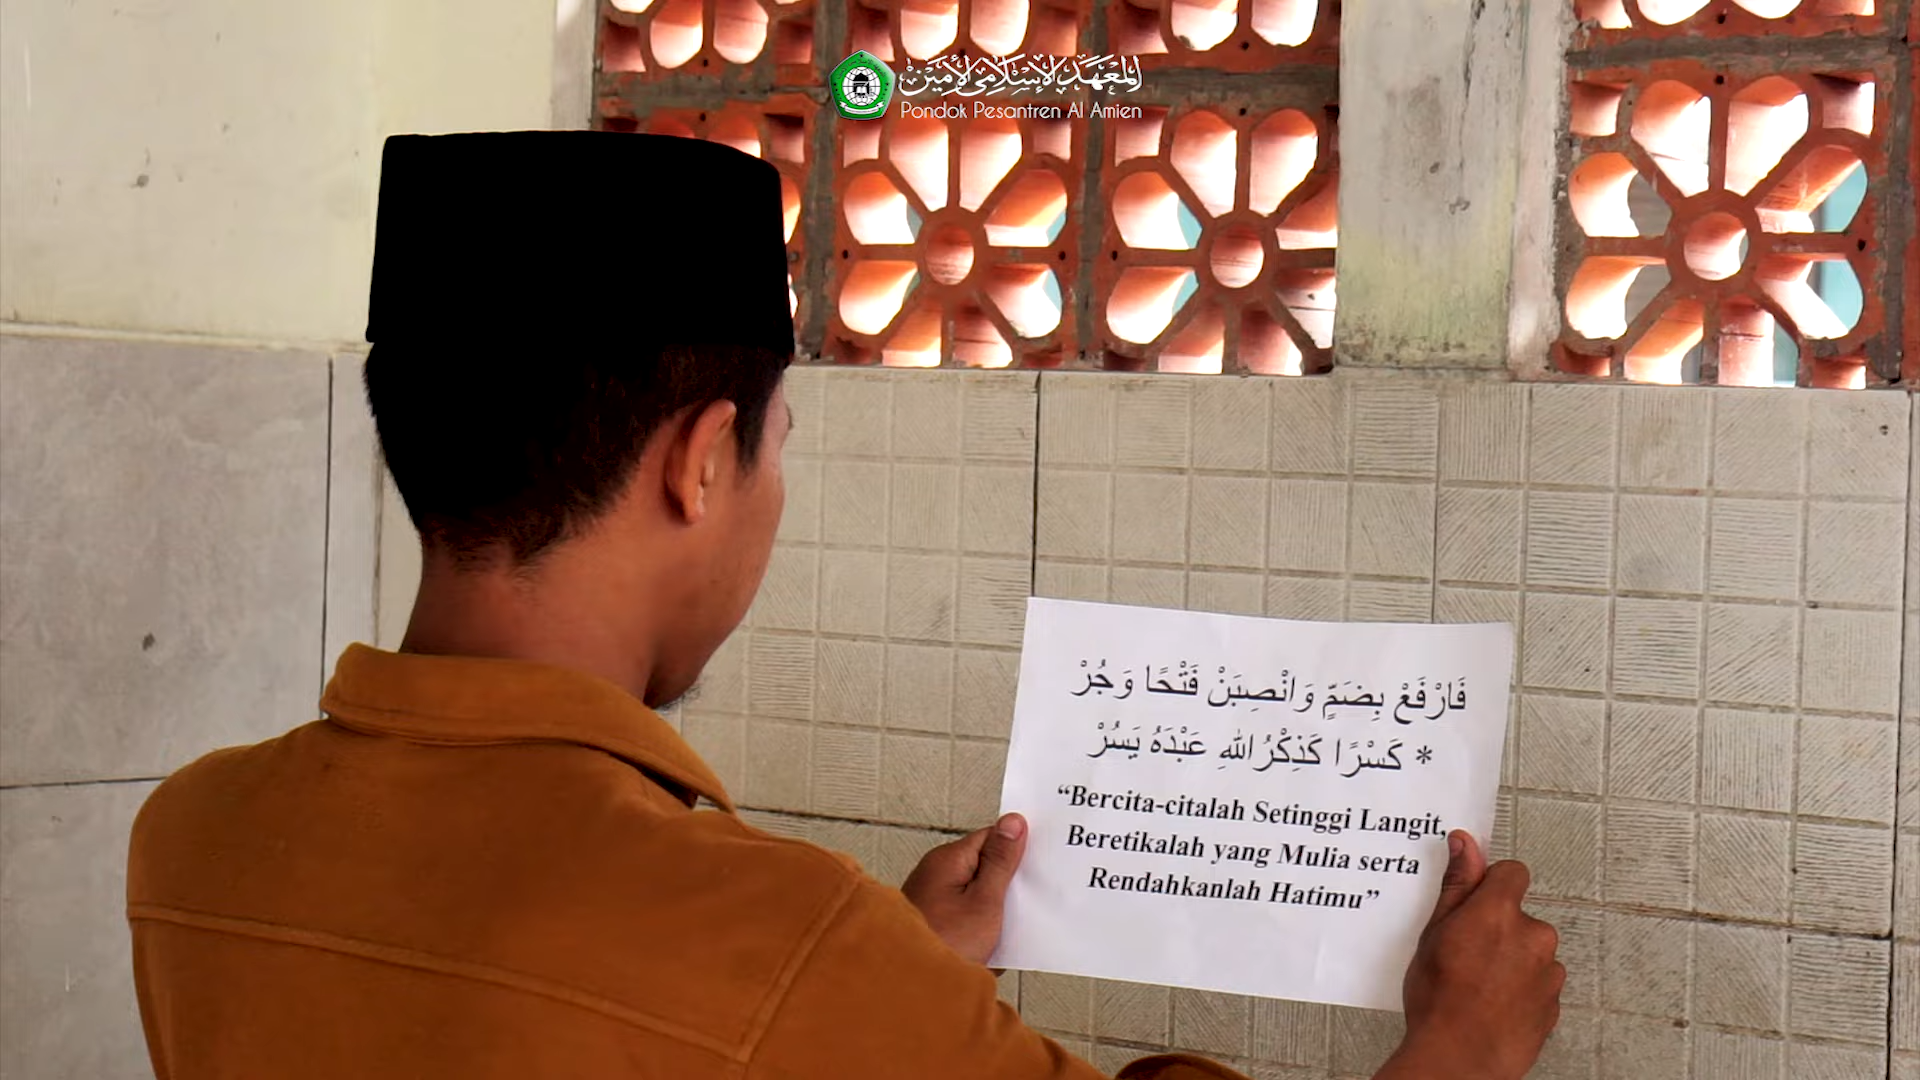 المعهد الإسلامي الأمين
Pondok Pesantren Al Amien
فَارْفَعْ بِضَمٍّ وَانْصِبَنْ فَتْحًا وَجُرْ
* كَسْرًا كَذِكْرُ اللهِ عَبْدَهُ يَسُرْ
“Bercita-citalah Setinggi Langit,
Beretikalah yang Mulia serta
Rendahkanlah Hatimu”